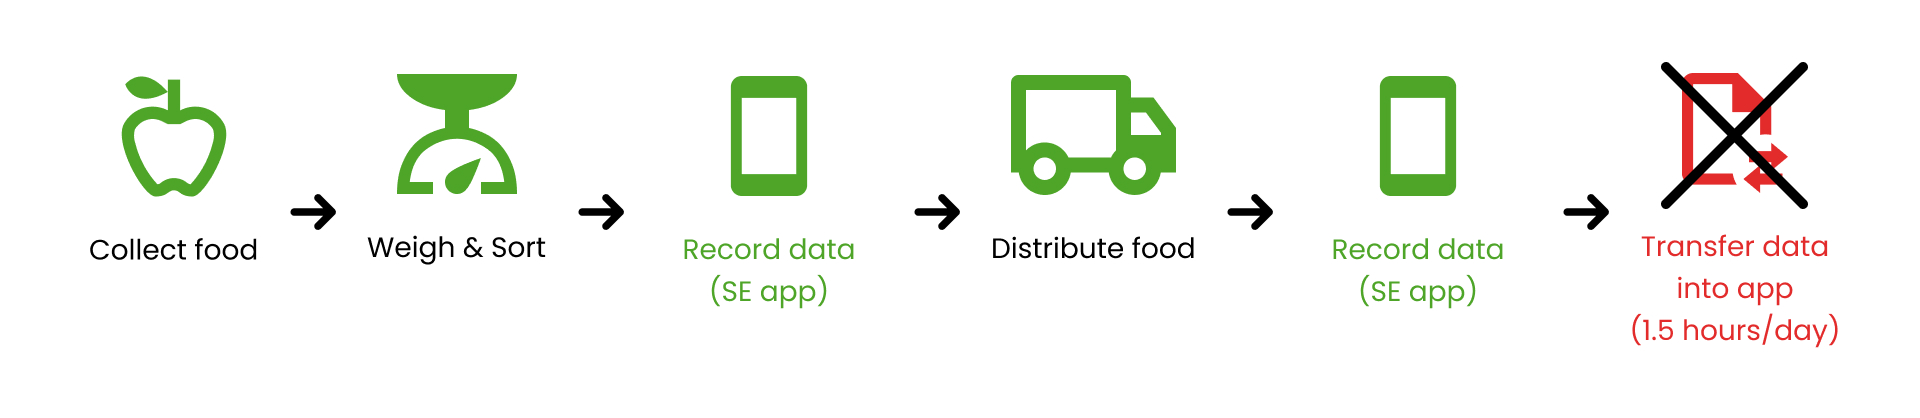 Collect food
Weigh & Sort
Record data
(SE app)
Distribute food
Record data
(SE app)
Transfer data
into app
(1.5 hours/day)